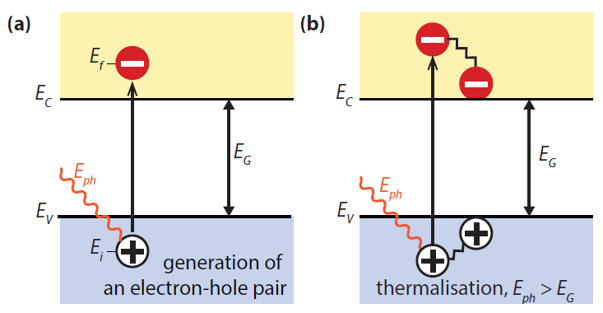 (a)
E_f
E_C
E_G
E_ph
E_V
E_i
generation of
an electron-hole pair
(b)
E_C
E_G
E_ph
E_V
thermalisation, E_ph > E_G